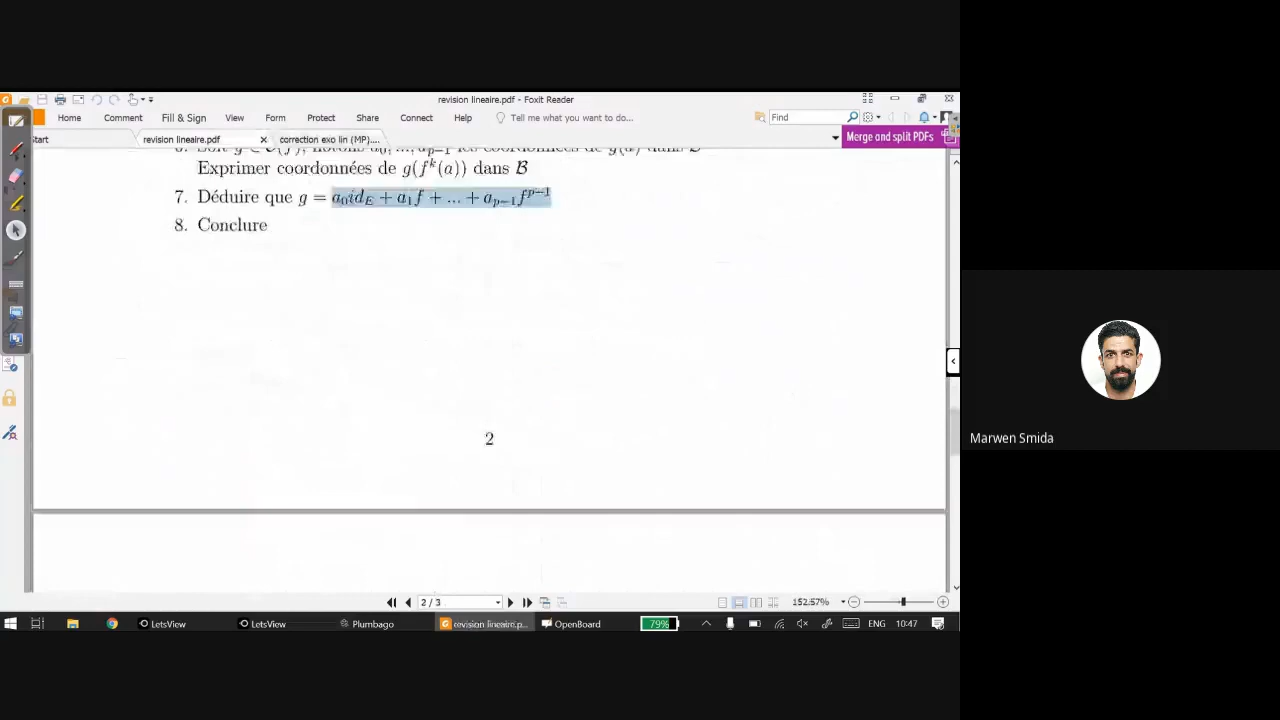 revision lineaire.pdf - Foxit Reader
Home Comment Fill & Sign View Form Protect Share Connect Help Tell me what you want to do... Find
Start revision lineaire.pdf correction exo lin (MP).... Merge and split PDFs
Exprimer coordonnées de g(f^k(a)) dans B
7. Déduire que g = a_0id_E + a_1f + ... + a_{p-1}f^{p-1}
8. Conclure
2
Marwen Smida
2 / 3 152.57%
LetsView LetsView Plumbago revision lineaire.p... OpenBoard 79% ENG 10:47